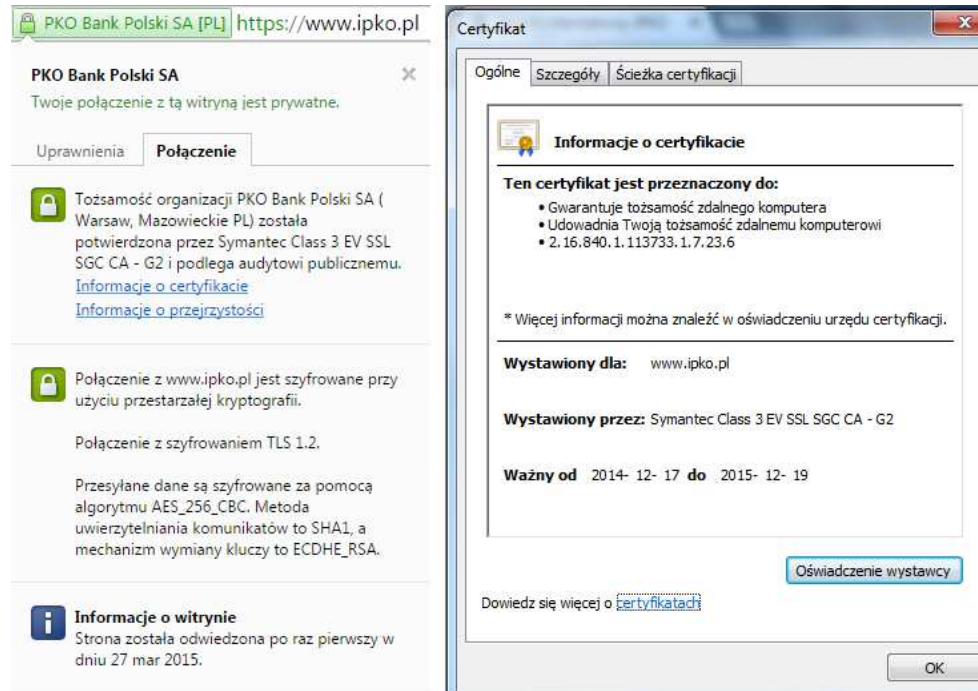 PKO Bank Polski SA [PL] https://www.ipko.pl
PKO Bank Polski SA
Twoje połączenie z tą witryną jest prywatne.
Uprawnienia Połączenie
Tożsamość organizacji PKO Bank Polski SA (
Warsaw, Mazowieckie PL) została
potwierdzona przez Symantec Class 3 EV SSL
SGC CA - G2 i podlega audytowi publicznemu.
Informacje o certyfikacie
Informacje o przejrzystości
Połączenie z www.ipko.pl jest szyfrowane przy
użyciu przestarzałej kryptografii.
Połączenie z szyfrowaniem TLS 1.2.
Przesyłane dane są szyfrowane za pomocą
algorytmu AES_256_CBC. Metoda
uwierzytelniania komunikatów to SHA1, a
mechanizm wymiany kluczy to ECDHE_RSA.
Informacje o witrynie
Strona została odwiedzona po raz pierwszy w
dniu 27 mar 2015.
Certyfikat
Ogólne Szczegóły Ścieżka certyfikacji
Informacje o certyfikacie
Ten certyfikat jest przeznaczony do:
• Gwarantuje tożsamość zdalnego komputera
• Udowadnia Twoją tożsamość zdalnemu komputerowi
• 2.16.840.1.113733.1.7.23.6
* Więcej informacji można znaleźć w oświadczeniu urzędu certyfikacji.
Wystawiony dla: www.ipko.pl
Wystawiony przez: Symantec Class 3 EV SSL SGC CA - G2
Ważny od 2014- 12- 17 do 2015- 12- 19
Oświadczenie wystawcy
Dowiedz się więcej o certyfikatach
OK